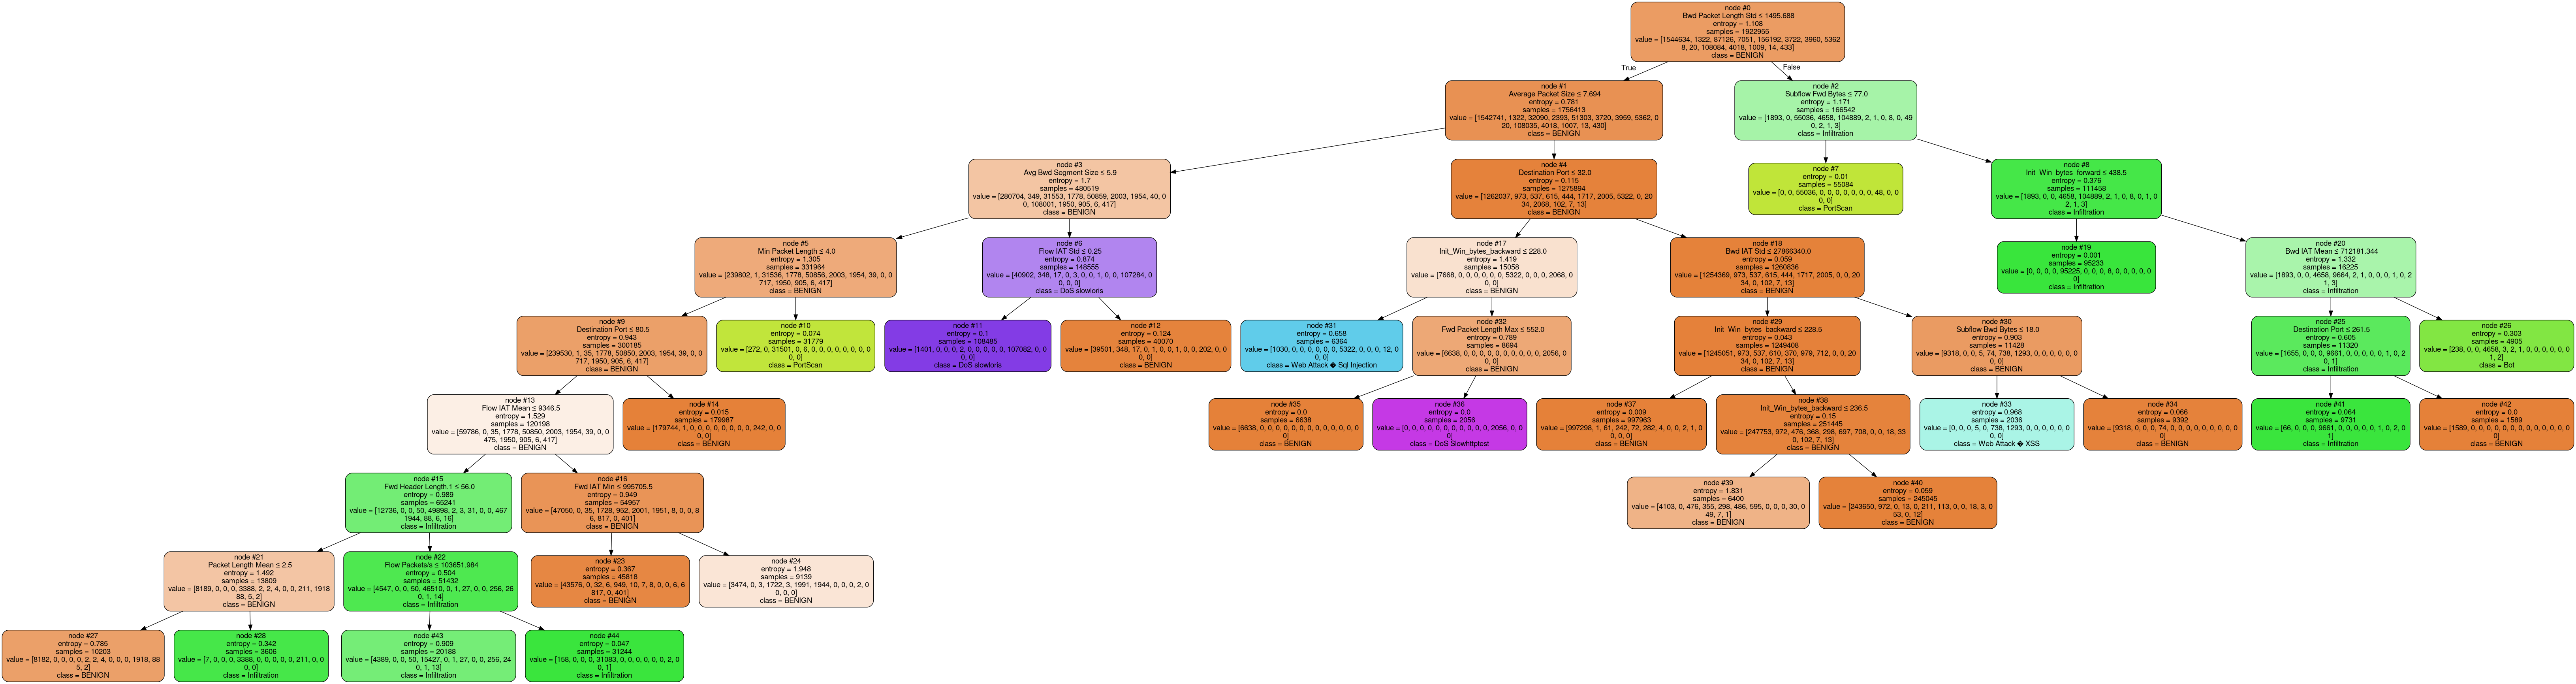 node #0
Bwd Packet Length Std ≤ 1495.688
entropy = 1.108
samples = 1922955
value = [1544634, 1322, 87126, 7051, 156192, 3722, 3960, 5362
8, 20, 108084, 4018, 1009, 14, 433]
class = BENIGN
True
False
node #1
Average Packet Size ≤ 7.694
entropy = 0.781
samples = 1756413
value = [1542741, 1322, 32090, 2393, 51303, 3720, 3959, 5362, 0
20, 108035, 4018, 1007, 13, 430]
class = BENIGN
node #2
Subflow Fwd Bytes ≤ 77.0
entropy = 1.171
samples = 166542
value = [1893, 0, 55036, 4658, 104889, 2, 1, 0, 8, 0, 49
0, 2, 1, 3]
class = Infiltration
node #3
Avg Bwd Segment Size ≤ 5.9
entropy = 1.7
samples = 480519
value = [280704, 349, 31553, 1778, 50859, 2003, 1954, 40, 0
0, 108001, 1950, 905, 6, 417]
class = BENIGN
node #4
Destination Port ≤ 32.0
entropy = 0.115
samples = 1275894
value = [1262037, 973, 537, 615, 444, 1717, 2005, 5322, 0, 20
34, 2068, 102, 7, 13]
class = BENIGN
node #7
entropy = 0.01
samples = 55084
value = [0, 0, 55036, 0, 0, 0, 0, 0, 0, 0, 48, 0, 0
0, 0]
class = PortScan
node #8
Init_Win_bytes_forward ≤ 438.5
entropy = 0.376
samples = 111458
value = [1893, 0, 0, 4658, 104889, 2, 1, 0, 8, 0, 1, 0
2, 1, 3]
class = Infiltration
node #5
Min Packet Length ≤ 4.0
entropy = 1.305
samples = 331964
value = [239802, 1, 31536, 1778, 50856, 2003, 1954, 39, 0, 0
717, 1950, 905, 6, 417]
class = BENIGN
node #6
Flow IAT Std ≤ 0.25
entropy = 0.874
samples = 148555
value = [40902, 348, 17, 0, 3, 0, 0, 1, 0, 0, 107284, 0
0, 0, 0]
class = DoS slowloris
node #17
Init_Win_bytes_backward ≤ 228.0
entropy = 1.419
samples = 15058
value = [7668, 0, 0, 0, 0, 0, 0, 5322, 0, 0, 0, 2068, 0
0, 0]
class = BENIGN
node #18
Bwd IAT Std ≤ 27866340.0
entropy = 0.059
samples = 1260836
value = [1254369, 973, 537, 615, 444, 1717, 2005, 0, 0, 20
34, 0, 102, 7, 13]
class = BENIGN
node #19
entropy = 0.001
samples = 95233
value = [0, 0, 0, 0, 95225, 0, 0, 0, 8, 0, 0, 0, 0, 0
0]
class = Infiltration
node #20
Bwd IAT Mean ≤ 712181.344
entropy = 1.332
samples = 16225
value = [1893, 0, 0, 4658, 9664, 2, 1, 0, 0, 0, 1, 0, 2
1, 3]
class = Infiltration
node #9
Destination Port ≤ 80.5
entropy = 0.943
samples = 300185
value = [239530, 1, 35, 1778, 50850, 2003, 1954, 39, 0, 0
717, 1950, 905, 6, 417]
class = BENIGN
node #10
entropy = 0.074
samples = 31779
value = [272, 0, 31501, 0, 6, 0, 0, 0, 0, 0, 0, 0, 0
0, 0]
class = PortScan
node #11
entropy = 0.1
samples = 108485
value = [1401, 0, 0, 0, 2, 0, 0, 0, 0, 0, 107082, 0, 0
0, 0]
class = DoS slowloris
node #12
entropy = 0.124
samples = 40070
value = [39501, 348, 17, 0, 1, 0, 0, 1, 0, 0, 202, 0, 0
0, 0]
class = BENIGN
node #31
entropy = 0.658
samples = 6364
value = [1030, 0, 0, 0, 0, 0, 0, 5322, 0, 0, 0, 12, 0
0, 0]
class = Web Attack � Sql Injection
node #32
Fwd Packet Length Max ≤ 552.0
entropy = 0.789
samples = 8694
value = [6638, 0, 0, 0, 0, 0, 0, 0, 0, 0, 0, 2056, 0
0, 0]
class = BENIGN
node #29
Init_Win_bytes_backward ≤ 228.5
entropy = 0.043
samples = 1249408
value = [1245051, 973, 537, 610, 370, 979, 712, 0, 0, 20
34, 0, 102, 7, 13]
class = BENIGN
node #30
Subflow Bwd Bytes ≤ 18.0
entropy = 0.903
samples = 11428
value = [9318, 0, 0, 5, 74, 738, 1293, 0, 0, 0, 0, 0, 0
0, 0]
class = BENIGN
node #25
Destination Port ≤ 261.5
entropy = 0.605
samples = 11320
value = [1655, 0, 0, 0, 9661, 0, 0, 0, 0, 0, 1, 0, 2
0, 1]
class = Infiltration
node #26
entropy = 0.303
samples = 4905
value = [238, 0, 0, 4658, 3, 2, 1, 0, 0, 0, 0, 0, 0
1, 2]
class = Bot
node #13
Flow IAT Mean ≤ 9346.5
entropy = 1.529
samples = 120198
value = [59786, 0, 35, 1778, 50850, 2003, 1954, 39, 0, 0
475, 1950, 905, 6, 417]
class = BENIGN
node #14
entropy = 0.015
samples = 179987
value = [179744, 1, 0, 0, 0, 0, 0, 0, 0, 0, 242, 0, 0
0, 0]
class = BENIGN
node #35
entropy = 0.0
samples = 6638
value = [6638, 0, 0, 0, 0, 0, 0, 0, 0, 0, 0, 0, 0, 0
0]
class = BENIGN
node #36
entropy = 0.0
samples = 2056
value = [0, 0, 0, 0, 0, 0, 0, 0, 0, 0, 0, 2056, 0, 0
0]
class = DoS Slowhttptest
node #37
entropy = 0.009
samples = 997963
value = [997298, 1, 61, 242, 72, 282, 4, 0, 0, 2, 1, 0
0, 0, 0]
class = BENIGN
node #38
Init_Win_bytes_backward ≤ 236.5
entropy = 0.15
samples = 251445
value = [247753, 972, 476, 368, 298, 697, 708, 0, 0, 18, 33
0, 102, 7, 13]
class = BENIGN
node #33
entropy = 0.968
samples = 2036
value = [0, 0, 0, 5, 0, 738, 1293, 0, 0, 0, 0, 0, 0
0, 0]
class = Web Attack � XSS
node #34
entropy = 0.066
samples = 9392
value = [9318, 0, 0, 0, 74, 0, 0, 0, 0, 0, 0, 0, 0, 0
0]
class = BENIGN
node #41
entropy = 0.064
samples = 9731
value = [66, 0, 0, 0, 9661, 0, 0, 0, 0, 0, 1, 0, 2, 0
1]
class = Infiltration
node #42
entropy = 0.0
samples = 1589
value = [1589, 0, 0, 0, 0, 0, 0, 0, 0, 0, 0, 0, 0, 0
0]
class = BENIGN
node #15
Fwd Header Length.1 ≤ 56.0
entropy = 0.989
samples = 65241
value = [12736, 0, 0, 50, 49898, 2, 3, 31, 0, 0, 467
1944, 88, 6, 16]
class = Infiltration
node #16
Fwd IAT Min ≤ 995705.5
entropy = 0.949
samples = 54957
value = [47050, 0, 35, 1728, 952, 2001, 1951, 8, 0, 0, 8
6, 817, 0, 401]
class = BENIGN
node #39
entropy = 1.831
samples = 6400
value = [4103, 0, 476, 355, 298, 486, 595, 0, 0, 0, 30, 0
49, 7, 1]
class = BENIGN
node #40
entropy = 0.059
samples = 245045
value = [243650, 972, 0, 13, 0, 211, 113, 0, 0, 18, 3, 0
53, 0, 12]
class = BENIGN
node #21
Packet Length Mean ≤ 2.5
entropy = 1.492
samples = 13809
value = [8189, 0, 0, 0, 3388, 2, 2, 4, 0, 0, 211, 1918
88, 5, 2]
class = BENIGN
node #22
Flow Packets/s ≤ 103651.984
entropy = 0.504
samples = 51432
value = [4547, 0, 0, 50, 46510, 0, 1, 27, 0, 0, 256, 26
0, 1, 14]
class = Infiltration
node #23
entropy = 0.367
samples = 45818
value = [43576, 0, 32, 6, 949, 10, 7, 8, 0, 0, 6, 6
817, 0, 401]
class = BENIGN
node #24
entropy = 1.948
samples = 9139
value = [3474, 0, 3, 1722, 3, 1991, 1944, 0, 0, 0, 2, 0
0, 0, 0]
class = BENIGN
node #27
entropy = 0.785
samples = 10203
value = [8182, 0, 0, 0, 0, 2, 2, 4, 0, 0, 0, 1918, 88
5, 2]
class = BENIGN
node #28
entropy = 0.342
samples = 3606
value = [7, 0, 0, 0, 3388, 0, 0, 0, 0, 0, 211, 0, 0
0, 0]
class = Infiltration
node #43
entropy = 0.909
samples = 20188
value = [4389, 0, 0, 50, 15427, 0, 1, 27, 0, 0, 256, 24
0, 1, 13]
class = Infiltration
node #44
entropy = 0.047
samples = 31244
value = [158, 0, 0, 0, 31083, 0, 0, 0, 0, 0, 0, 2, 0
0, 1]
class = Infiltration